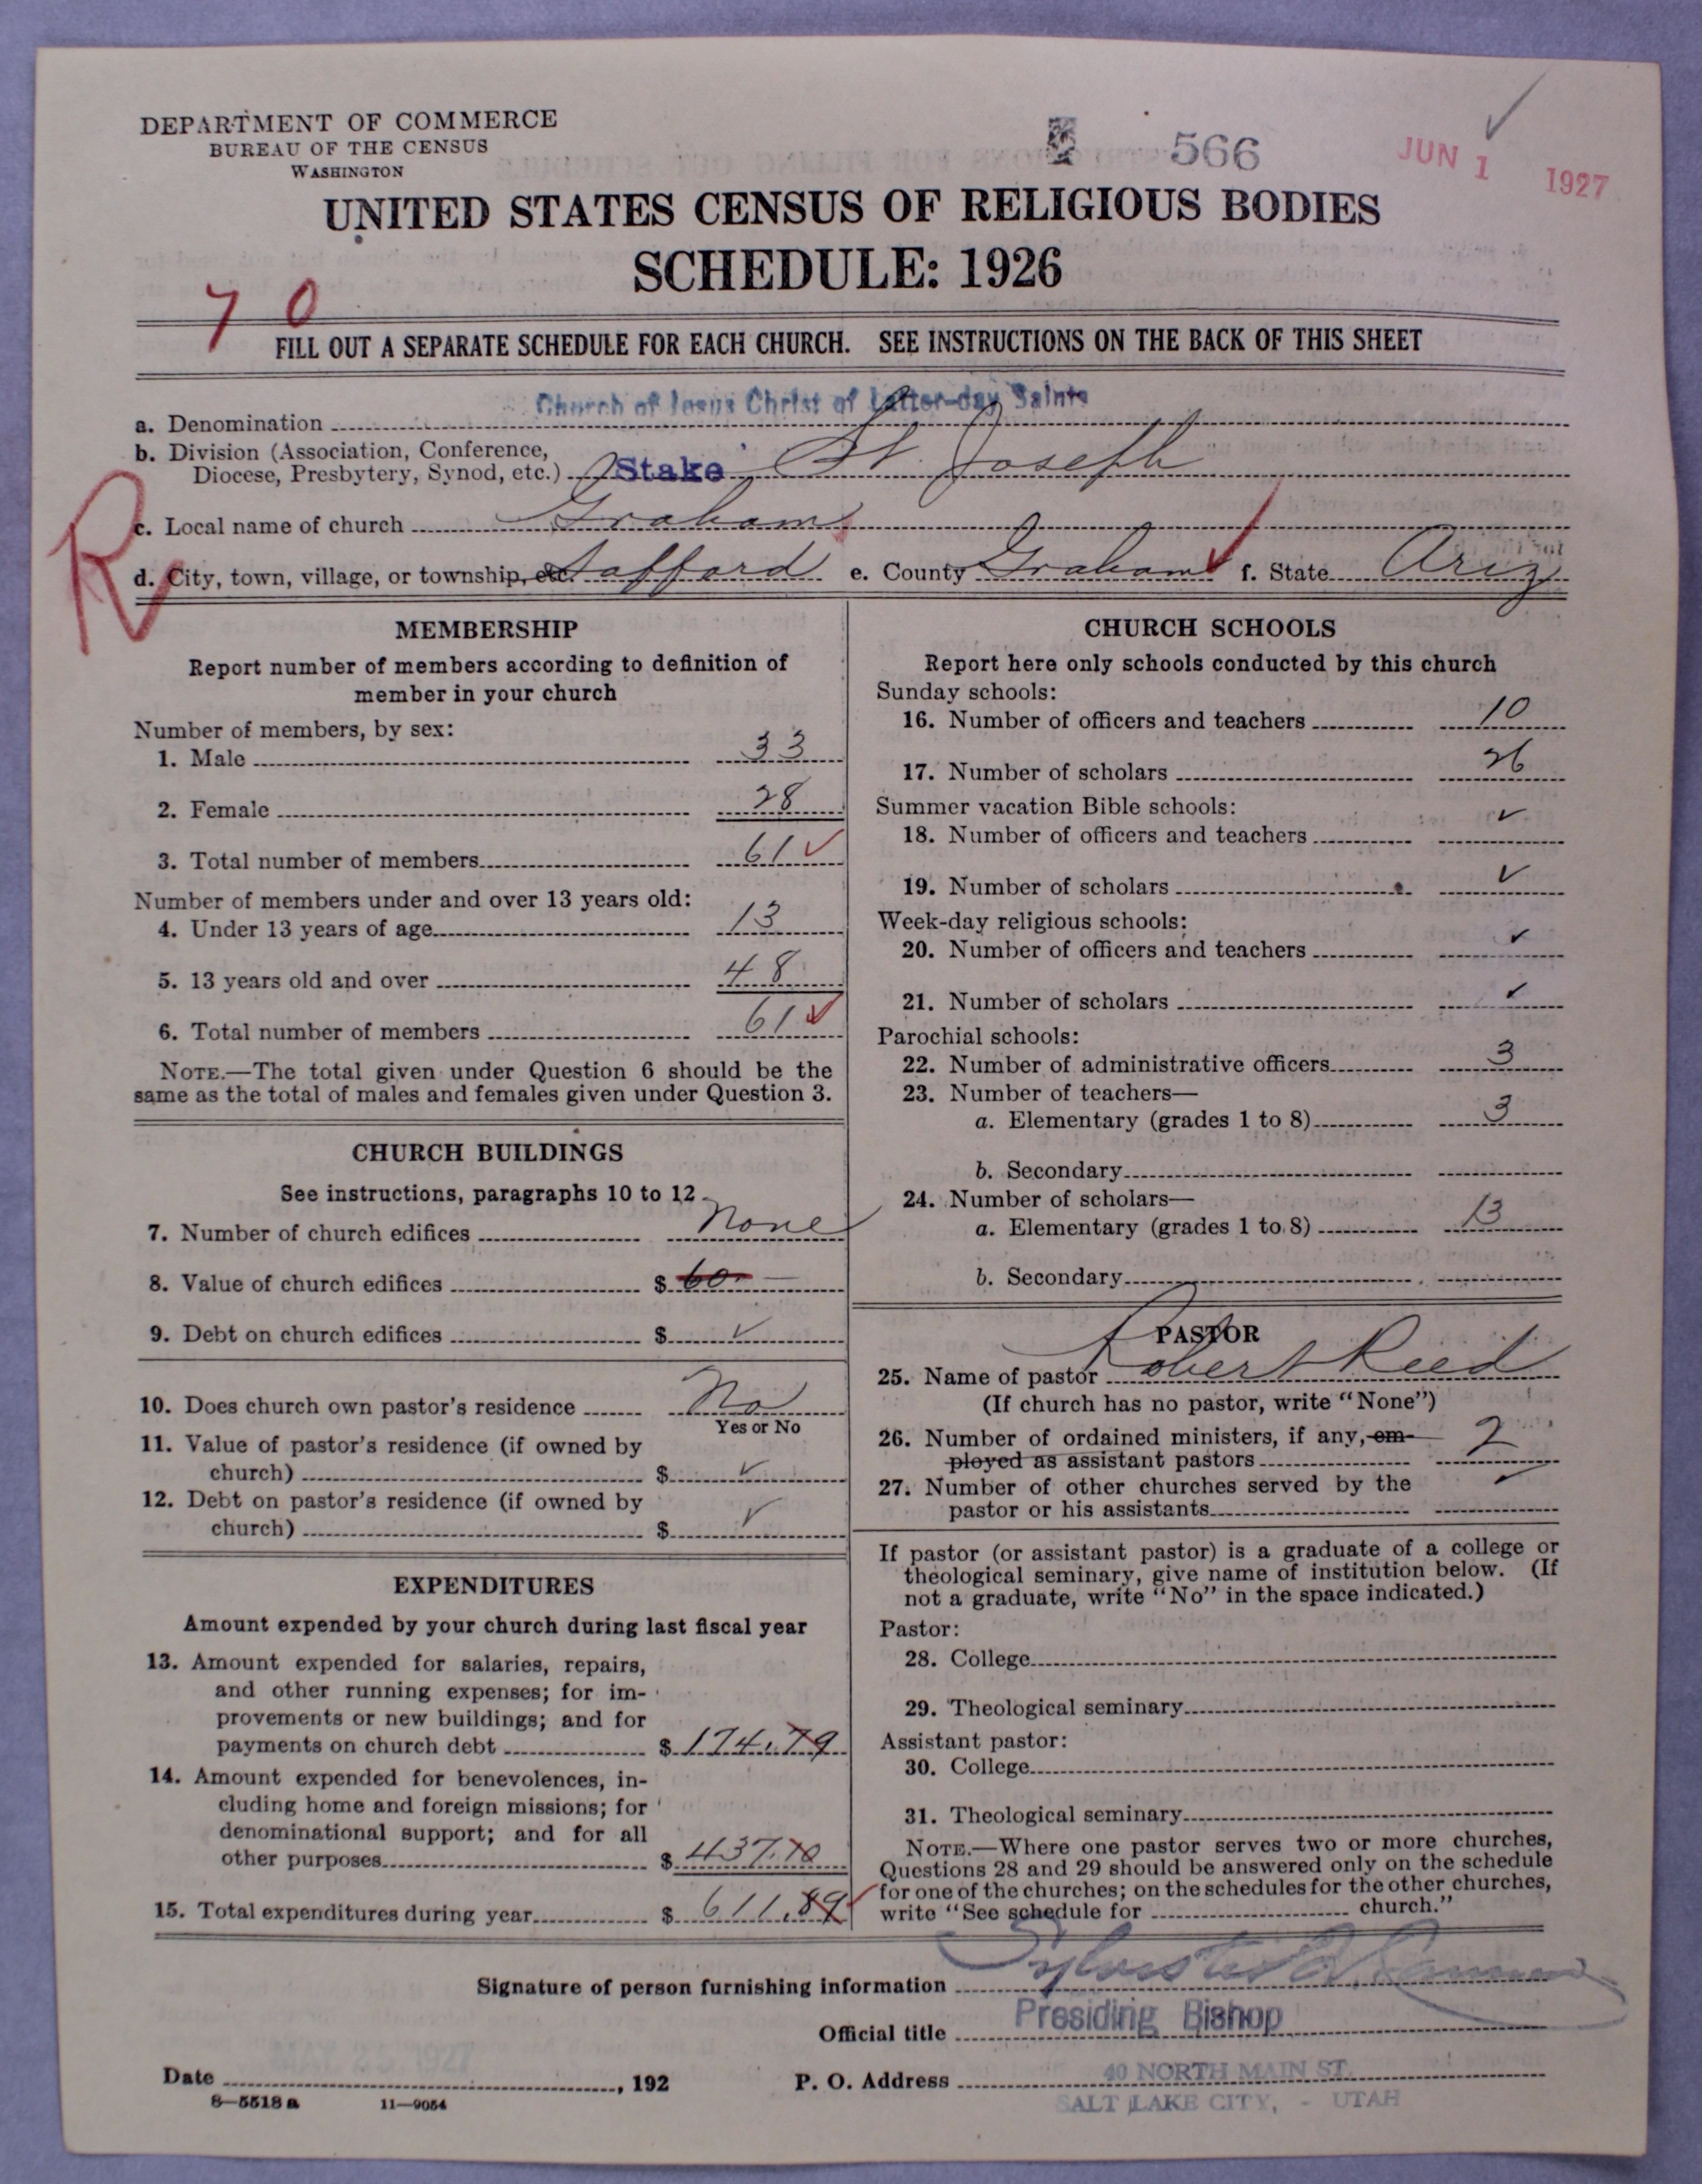 DEPARTMENT OF COMMERCE
BUREAU OF THE CENSUS
WASHINGTON
566
JUN 1 1927
UNITED STATES CENSUS OF RELIGIOUS BODIES
SCHEDULE: 1926
7 0
FILL OUT A SEPARATE SCHEDULE FOR EACH CHURCH. SEE INSTRUCTIONS ON THE BACK OF THIS SHEET
a. Denomination Church of Jesus Christ of Latter-day Saints
b. Division (Association, Conference,
Diocese, Presbytery, Synod, etc.) Stake St. Joseph
R
c. Local name of church Graham
d. City, town, village, or township, etc. Safford e. County Graham f. State Ariz
MEMBERSHIP
Report number of members according to definition of
member in your church
Number of members, by sex:
1. Male 33
2. Female 28
3. Total number of members 61 ✓
Number of members under and over 13 years old:
4. Under 13 years of age 13
5. 13 years old and over 48
6. Total number of members 61 ✓
NOTE.—The total given under Question 6 should be the
same as the total of males and females given under Question 3.
CHURCH BUILDINGS
See instructions, paragraphs 10 to 12
7. Number of church edifices None
8. Value of church edifices $ 60 —
9. Debt on church edifices $ ✓
10. Does church own pastor's residence No
Yes or No
11. Value of pastor's residence (if owned by
church) $ ✓
12. Debt on pastor's residence (if owned by
church) $ ✓
EXPENDITURES
Amount expended by your church during last fiscal year
13. Amount expended for salaries, repairs,
and other running expenses; for im-
provements or new buildings; and for
payments on church debt $ 174.79
14. Amount expended for benevolences, in-
cluding home and foreign missions; for
denominational support; and for all
other purposes $ 437.10
15. Total expenditures during year $ 611.89 ✓
CHURCH SCHOOLS
Report here only schools conducted by this church
Sunday schools:
16. Number of officers and teachers 10
17. Number of scholars 26
Summer vacation Bible schools:
18. Number of officers and teachers ✓
19. Number of scholars ✓
Week-day religious schools:
20. Number of officers and teachers ✓
21. Number of scholars ✓
Parochial schools:
22. Number of administrative officers 3
23. Number of teachers—
a. Elementary (grades 1 to 8) 3
b. Secondary
24. Number of scholars—
a. Elementary (grades 1 to 8) 13
b. Secondary
PASTOR
25. Name of pastor Robert Reed
(If church has no pastor, write "None")
26. Number of ordained ministers, if any, em-
ployed as assistant pastors 2
27. Number of other churches served by the
pastor or his assistants ✓
If pastor (or assistant pastor) is a graduate of a college or
theological seminary, give name of institution below. (If
not a graduate, write "No" in the space indicated.)
Pastor:
28. College
29. Theological seminary
Assistant pastor:
30. College
31. Theological seminary
NOTE.—Where one pastor serves two or more churches,
Questions 28 and 29 should be answered only on the schedule
for one of the churches; on the schedules for the other churches,
write "See schedule for church."
Signature of person furnishing information Sylvester Q. Cannon
Official title Presiding Bishop
Date MAY 25 1927, 192
P. O. Address 40 NORTH MAIN ST.
SALT LAKE CITY, - UTAH
8—5518 a 11—9054